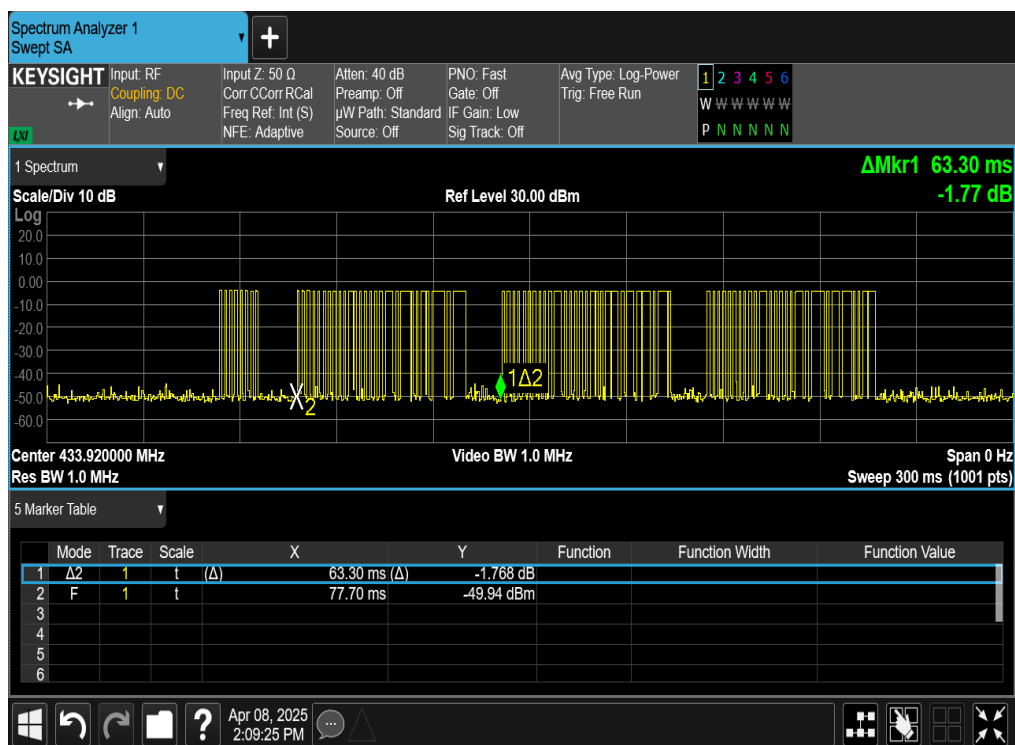 Spectrum Analyzer 1
Swept SA
+
KEYSIGHT
LXI
Input: RF
Coupling: DC
Align: Auto
Input Z: 50 Ω
Corr CCorr RCal
Freq Ref: Int (S)
NFE: Adaptive
Atten: 40 dB
Preamp: Off
µW Path: Standard
Source: Off
PNO: Fast
Gate: Off
IF Gain: Low
Sig Track: Off
Avg Type: Log-Power
Trig: Free Run
1 2 3 4 5 6
W W W W W W
P N N N N N
1 Spectrum
ΔMkr1 63.30 ms
-1.77 dB
Scale/Div 10 dB
Ref Level 30.00 dBm
Log
20.0
10.0
0.00
-10.0
-20.0
-30.0
-40.0
-50.0
-60.0
1Δ2
2
Center 433.920000 MHz
Video BW 1.0 MHz
Span 0 Hz
Res BW 1.0 MHz
Sweep 300 ms (1001 pts)
5 Marker Table
Mode Trace Scale X Y Function Function Width Function Value
1 Δ2 1 t (Δ) 63.30 ms (Δ) -1.768 dB
2 F 1 t 77.70 ms -49.94 dBm
3
4
5
6
?
Apr 08, 2025
2:09:25 PM